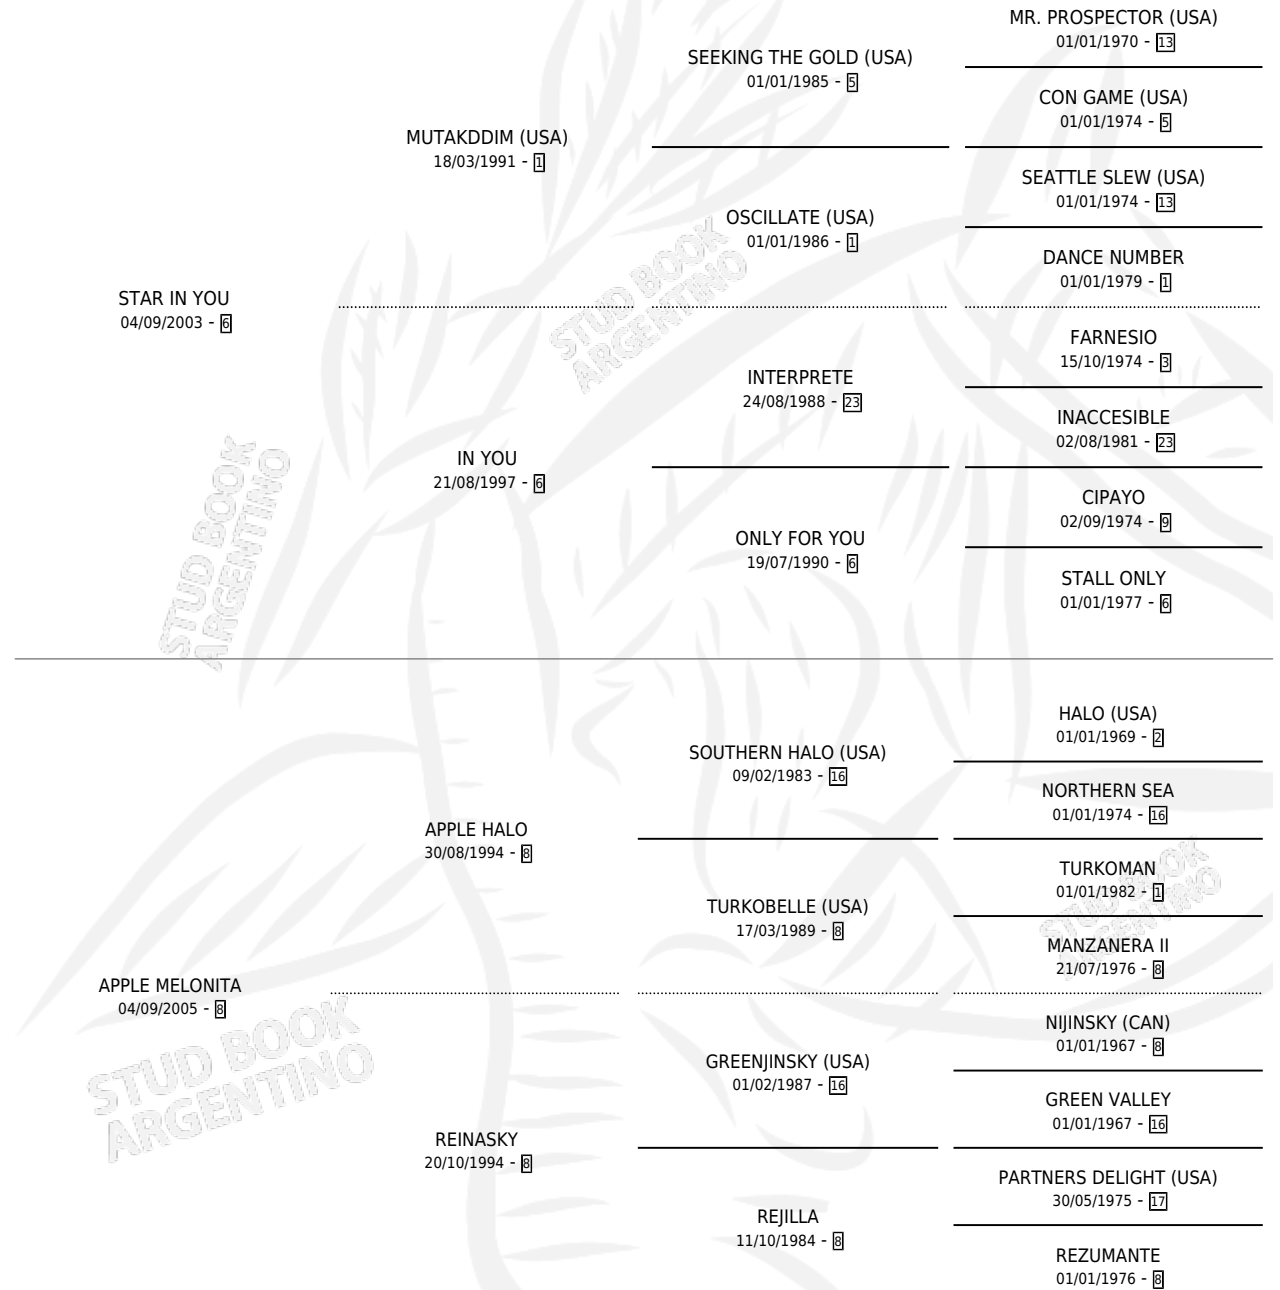 MR. PROSPECTOR (USA)
01/01/1970 - 13
SEEKING THE GOLD (USA)
01/01/1985 - 5
CON GAME (USA)
01/01/1974 - 5
MUTAKDDIM (USA)
18/03/1991 - 1
SEATTLE SLEW (USA)
01/01/1974 - 13
OSCILLATE (USA)
01/01/1986 - 1
DANCE NUMBER
01/01/1979 - 1
STAR IN YOU
04/09/2003 - 6
STUD BOOK
ARGENTINO
FARNESIO
15/10/1974 - 3
INTERPRETE
24/08/1988 - 23
INACCESIBLE
02/08/1981 - 23
IN YOU
21/08/1997 - 6
CIPAYO
02/09/1974 - 9
ONLY FOR YOU
19/07/1990 - 6
STALL ONLY
01/01/1977 - 6
STUD BOOK
ARGENTINO
HALO (USA)
01/01/1969 - 2
SOUTHERN HALO (USA)
09/02/1983 - 16
NORTHERN SEA
01/01/1974 - 16
APPLE HALO
30/08/1994 - 8
TURKOMAN
01/01/1982 - 1
TURKOBELLE (USA)
17/03/1989 - 8
STUD BOOK
ARGENTINO
MANZANERA II
21/07/1976 - 8
APPLE MELONITA
04/09/2005 - 8
NIJINSKY (CAN)
01/01/1967 - 8
GREENJINSKY (USA)
01/02/1987 - 16
GREEN VALLEY
01/01/1967 - 16
STUD BOOK
ARGENTINO
REINASKY
20/10/1994 - 8
PARTNERS DELIGHT (USA)
30/05/1975 - 17
REJILLA
11/10/1984 - 8
REZUMANTE
01/01/1976 - 8